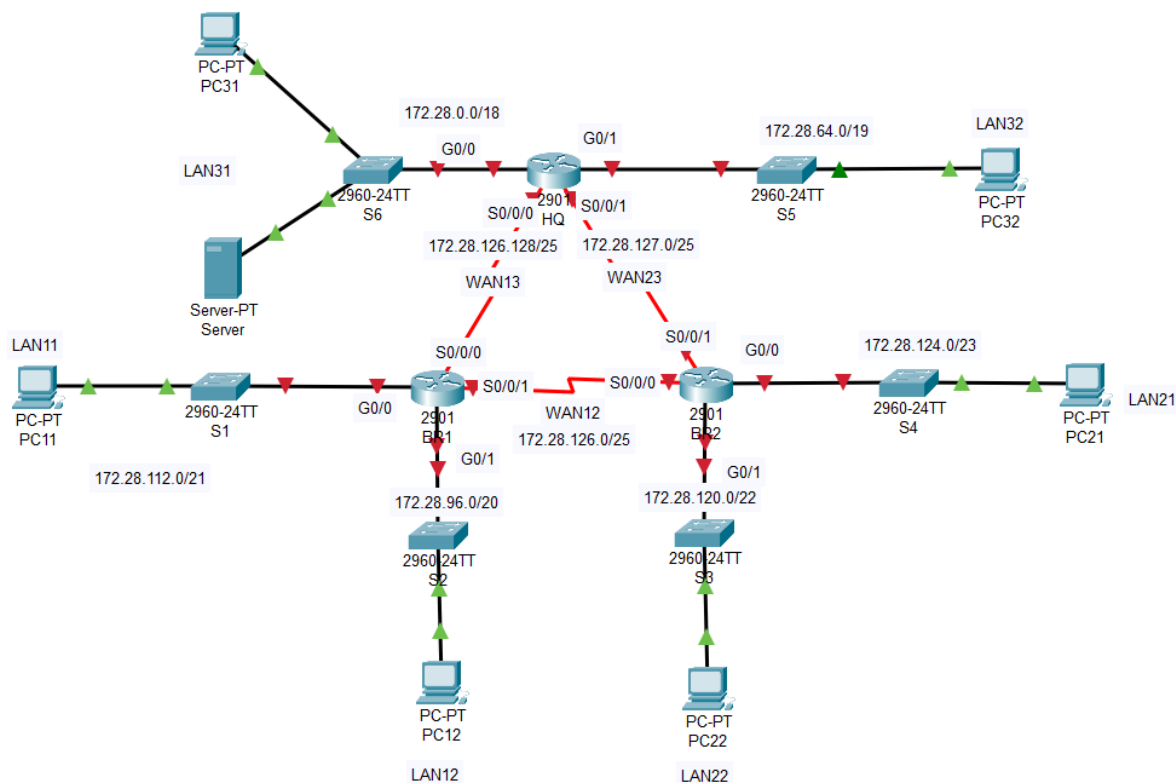 PC-PT
PC31
172.28.0.0/18
G0/0
LAN31
2960-24TT
S6
Server-PT
Server
G0/1
2901
HQ
S0/0/0
S0/0/1
172.28.64.0/19
LAN32
2960-24TT
S5
PC-PT
PC32
172.28.126.128/25
172.28.127.0/25
WAN13
WAN23
LAN11
PC-PT
PC11
2960-24TT
S1
172.28.112.0/21
S0/0/0
G0/0
S0/0/1
2901
BR1
G0/1
WAN12
172.28.126.0/25
S0/0/1
S0/0/0
G0/0
2901
BR2
G0/1
172.28.124.0/23
2960-24TT
S4
PC-PT
PC21
LAN21
172.28.96.0/20
2960-24TT
S2
PC-PT
PC12
LAN12
172.28.120.0/22
2960-24TT
S3
PC-PT
PC22
LAN22